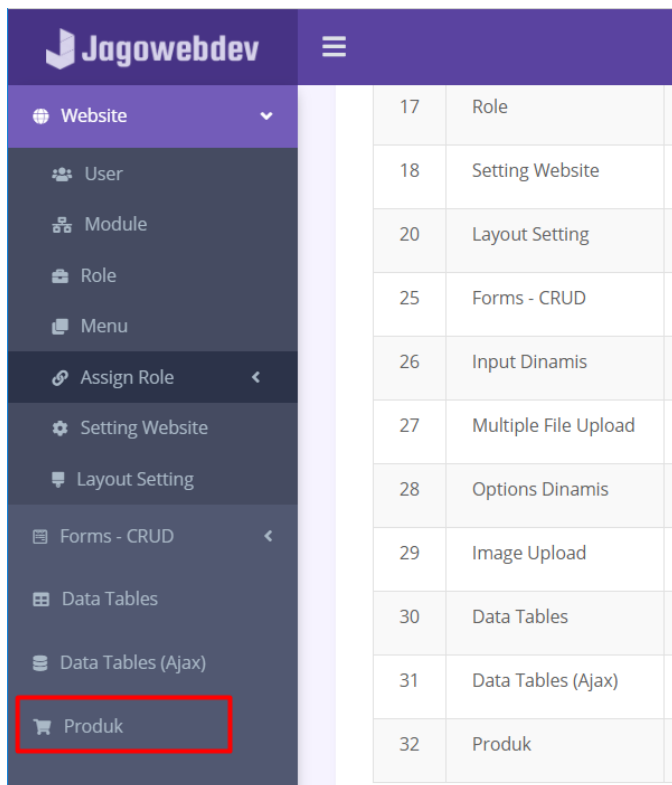 Jagowebdev
Website
User
Module
Role
Menu
Assign Role
Setting Website
Layout Setting
Forms - CRUD
Data Tables
Data Tables (Ajax)
Produk
17 Role
18 Setting Website
20 Layout Setting
25 Forms - CRUD
26 Input Dinamis
27 Multiple File Upload
28 Options Dinamis
29 Image Upload
30 Data Tables
31 Data Tables (Ajax)
32 Produk